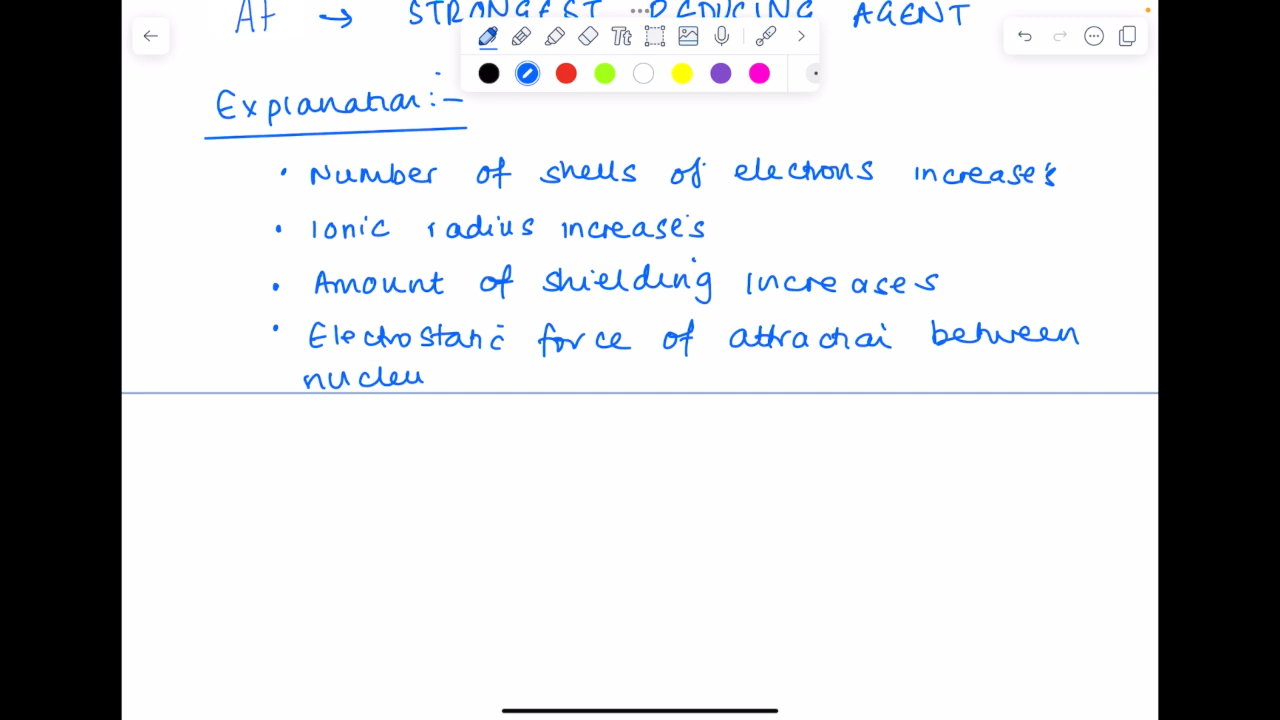 At → STRONGEST REDUCING AGENT
Tt
Explanation:-
• Number of shells of electrons increases
• Ionic radius increases
• Amount of shielding increases
• Electrostatic force of attraction between
nucleu